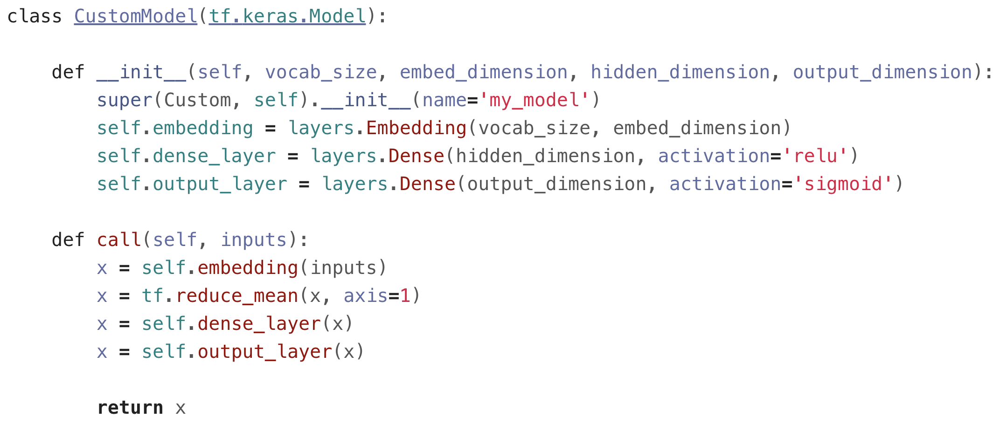 class CustomModel(tf.keras.Model):
    def __init__(self, vocab_size, embed_dimension, hidden_dimension, output_dimension):
        super(Custom, self).__init__(name='my_model')
        self.embedding = layers.Embedding(vocab_size, embed_dimension)
        self.dense_layer = layers.Dense(hidden_dimension, activation='relu')
        self.output_layer = layers.Dense(output_dimension, activation='sigmoid')
    def call(self, inputs):
        x = self.embedding(inputs)
        x = tf.reduce_mean(x, axis=1)
        x = self.dense_layer(x)
        x = self.output_layer(x)
        return x